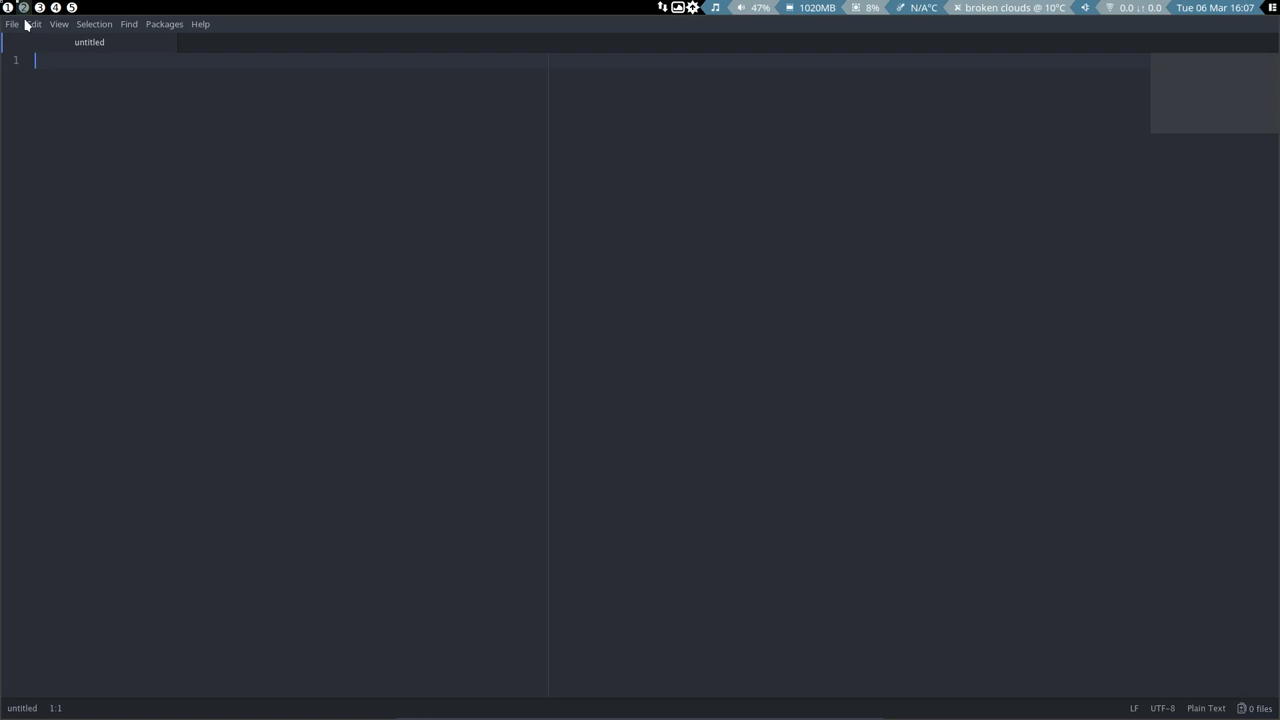 1 2 3 4 5 47% 1020MB 8% N/A°C broken clouds @ 10°C 0.0 ↓↑ 0.0 Tue 06 Mar 16:07
File Edit View Selection Find Packages Help
untitled
1
untitled 1:1 LF UTF-8 Plain Text 0 files